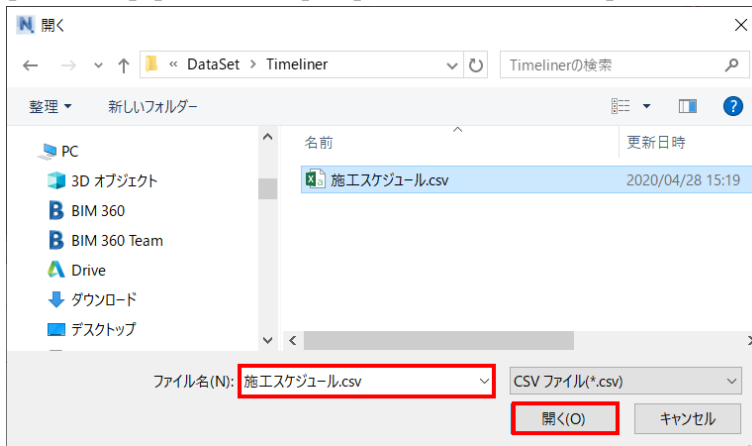 開く
« DataSet > Timeliner
Timelinerの検索
整理 新しいフォルダー
名前 更新日時
PC
3D オブジェクト
施工スケジュール.csv 2020/04/28 15:19
BIM 360
BIM 360 Team
Drive
ダウンロード
デスクトップ
ファイル名(N): 施工スケジュール.csv CSV ファイル(*.csv)
開く(O) キャンセル